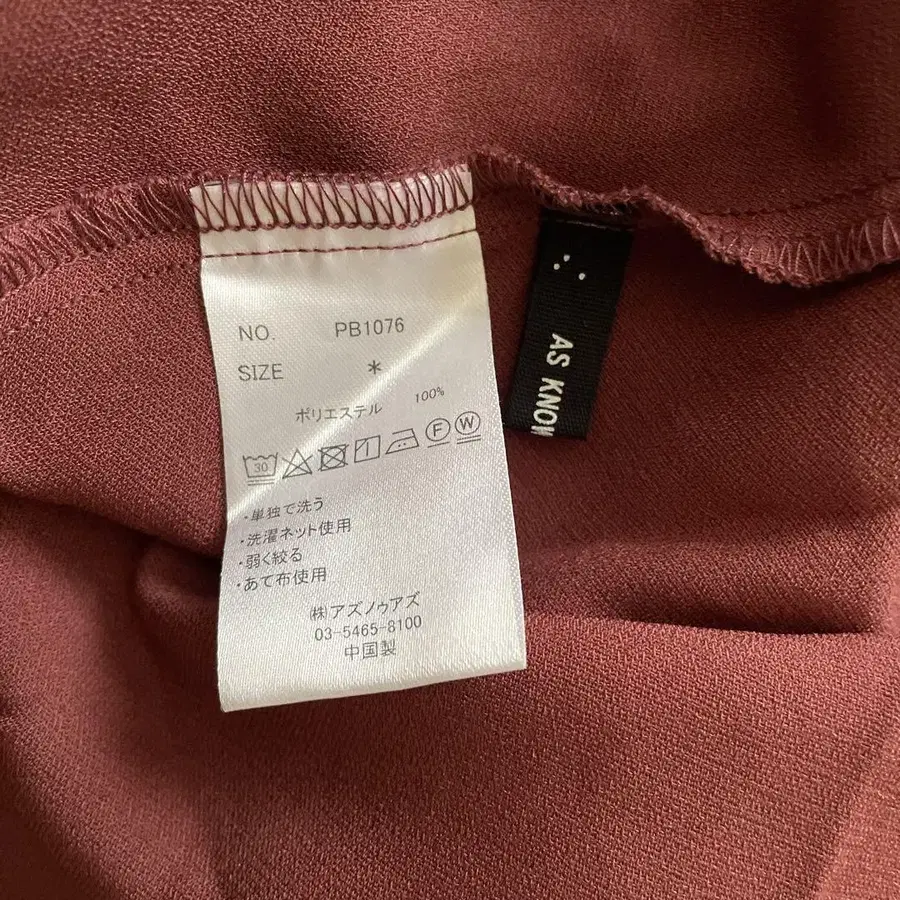 NO. PB1076
SIZE *
ポリエステル 100%
30 F W
・単独で洗う
・洗濯ネット使用
・弱く絞る
・あて布使用
㈱アズノゥアズ
03-5465-8100
中国製
AS KNOW